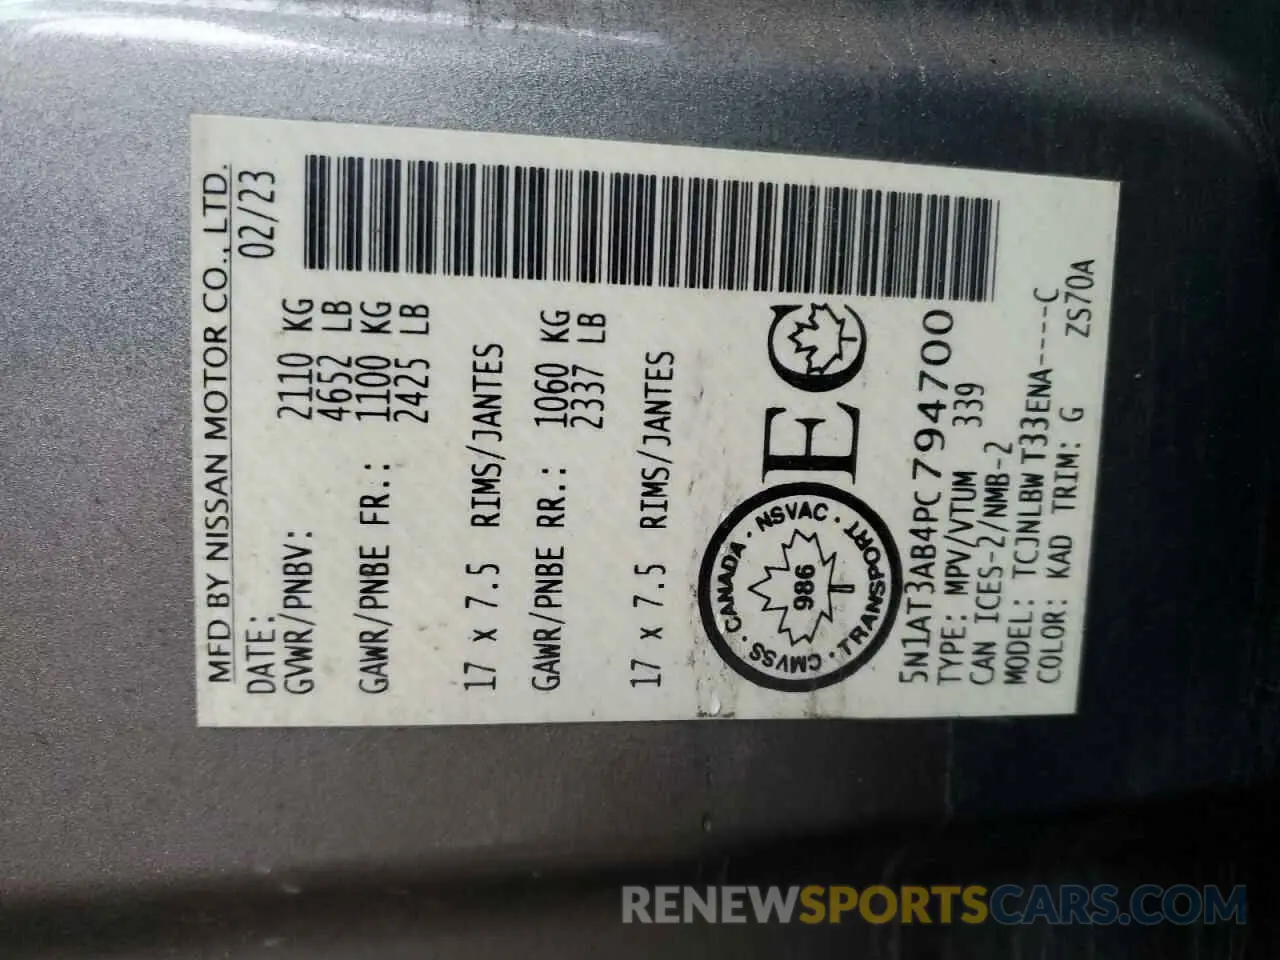 MFD BY NISSAN MOTOR CO., LTD.
DATE: 02/23
GVWR/PNBV: 2110 KG
4652 LB
GAWR/PNBE FR.: 1100 KG
2425 LB
17 x 7.5 RIMS/JANTES
GAWR/PNBE RR.: 1060 KG
2337 LB
17 x 7.5 RIMS/JANTES
CANADA · NSVAC · TRANSPORT · CMVSS ·
986
EC
5N1AT3AB4PC794700
TYPE: MPV/VTUM 339
CAN ICES-2/NMB-2
MODEL: TCJNLBW T33ENA-----C
COLOR: KAD TRIM: G ZS70A
RENEWSPORTSCARS.COM